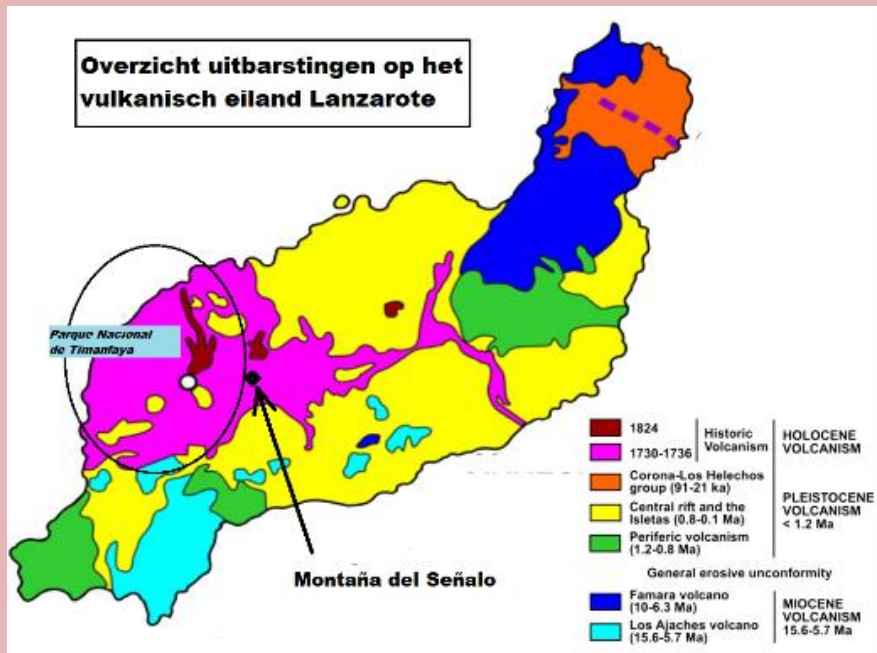 Overzicht uitbarstingen op het
vulkanisch eiland Lanzarote
Parque Nacional
de Timanfaya
Montaña del Señalo
1824
1730-1736
Historic
Volcanism
HOLOCENE
VOLCANISM
Corona-Los Helechos
group (91-21 ka)
Central rift and the
Isletas (0.8-0.1 Ma)
Periferic volcanism
(1.2-0.8 Ma)
PLEISTOCENE
VOLCANISM
< 1.2 Ma
General erosive unconformity
Famara volcano
(10-6.3 Ma)
Los Ajaches volcano
(15.6-5.7 Ma)
MIOCENE
VOLCANISM
15.6-5.7 Ma